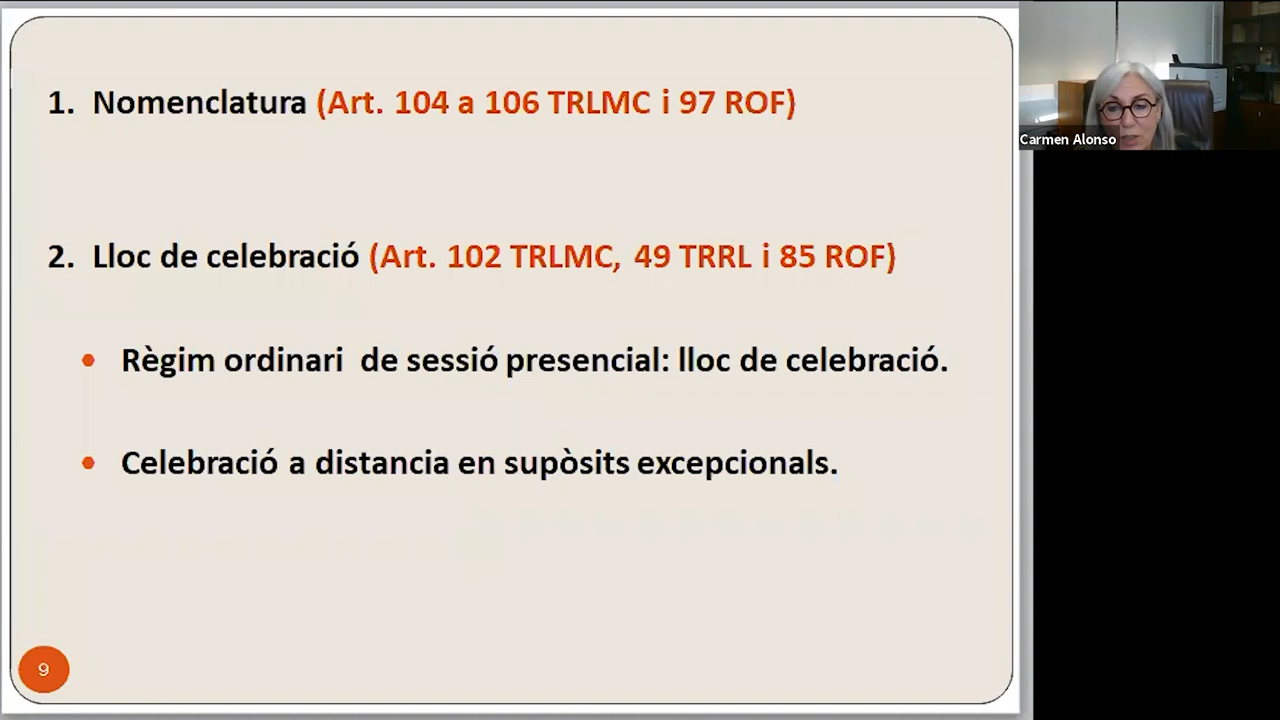 1. Nomenclatura (Art. 104 a 106 TRLMC i 97 ROF)
2. Lloc de celebració (Art. 102 TRLMC, 49 TRRL i 85 ROF)
Règim ordinari de sessió presencial: lloc de celebració.
Celebració a distancia en supòsits excepcionals.
9
Carmen Alonso